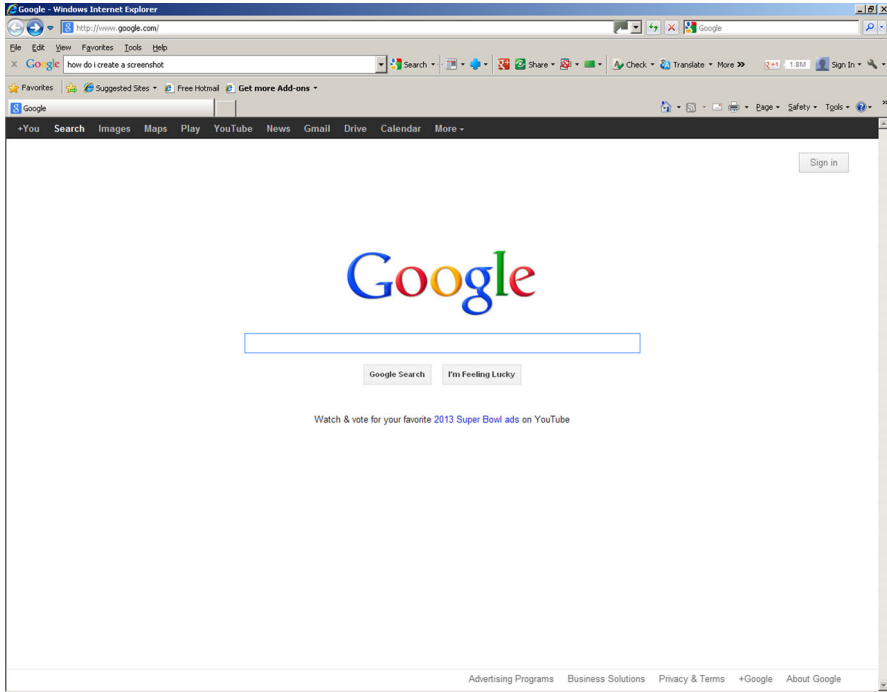 Google - Windows Internet Explorer
http://www.google.com/ Google
File Edit View Favorites Tools Help
Google how do i create a screenshot Search Share Check Translate More +1 1.8M Sign In
Favorites Suggested Sites Free Hotmail Get more Add-ons
Google Page Safety Tools
+You Search Images Maps Play YouTube News Gmail Drive Calendar More
Sign in
Google
Google Search I'm Feeling Lucky
Watch & vote for your favorite 2013 Super Bowl ads on YouTube
Advertising Programs Business Solutions Privacy & Terms +Google About Google